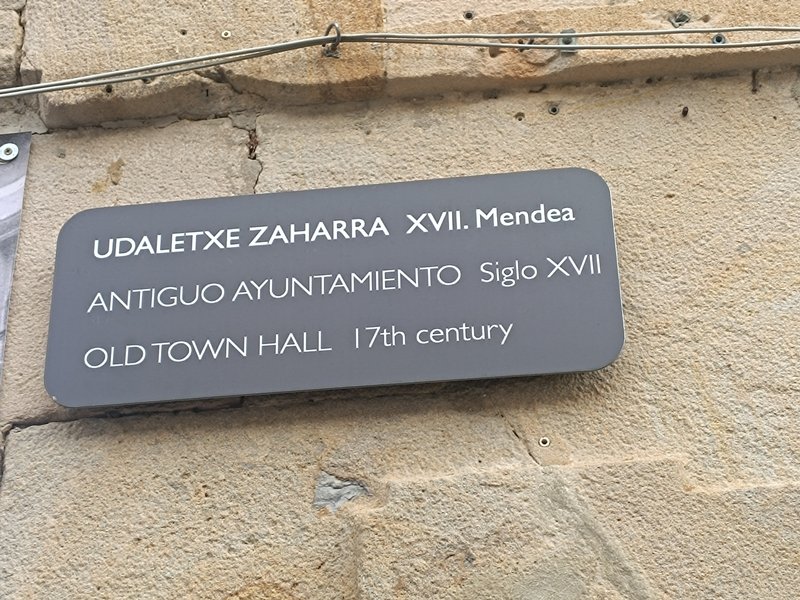 UDALETXE ZAHARRA XVII. Mendea
ANTIGUO AYUNTAMIENTO Siglo XVII
OLD TOWN HALL 17th century